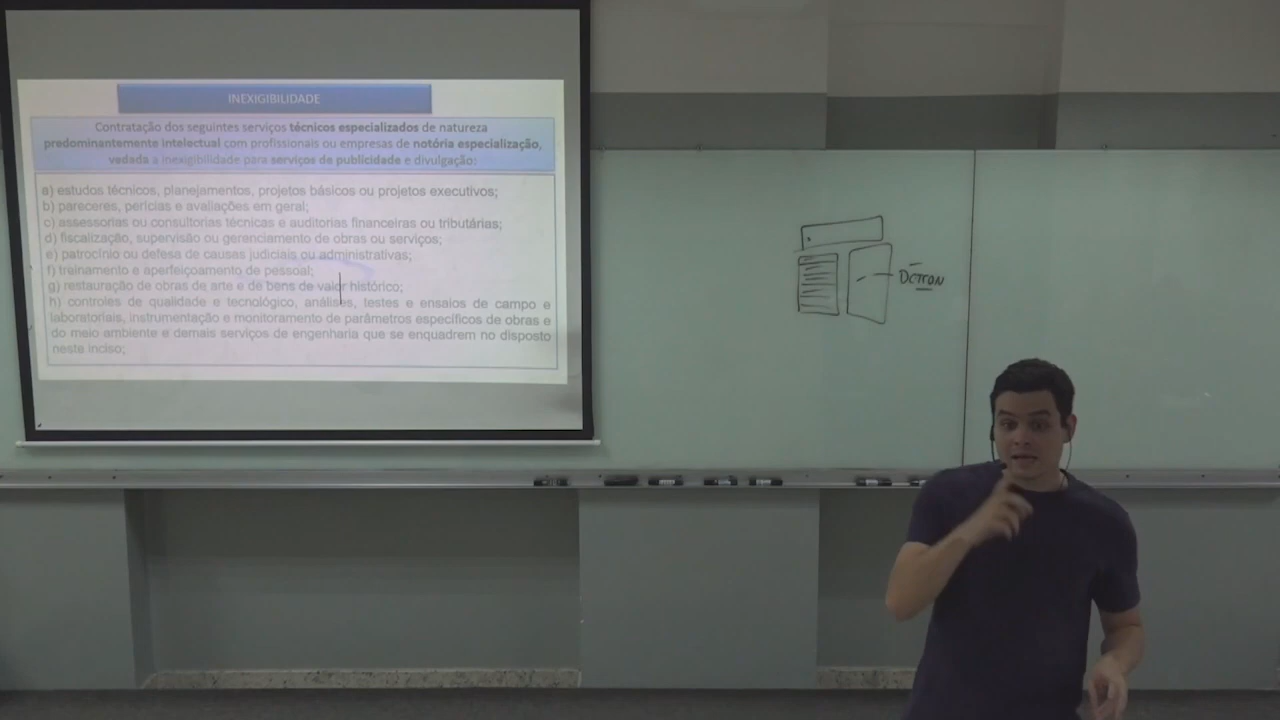 INEXIGIBILIDADE
Contratação dos seguintes serviços técnicos especializados de natureza
predominantemente intelectual com profissionais ou empresas de notória especialização,
vedada a inexigibilidade para serviços de publicidade e divulgação:
a) estudos técnicos, planejamentos, projetos básicos ou projetos executivos;
b) pareceres, perícias e avaliações em geral;
c) assessorias ou consultorias técnicas e auditorias financeiras ou tributárias;
d) fiscalização, supervisão ou gerenciamento de obras ou serviços;
e) patrocínio ou defesa de causas judiciais ou administrativas;
f) treinamento e aperfeiçoamento de pessoal;
g) restauração de obras de arte e de bens de valor histórico;
h) controles de qualidade e tecnológico, análises, testes e ensaios de campo e
laboratoriais, instrumentação e monitoramento de parâmetros específicos de obras e
do meio ambiente e demais serviços de engenharia que se enquadrem no disposto
neste inciso;